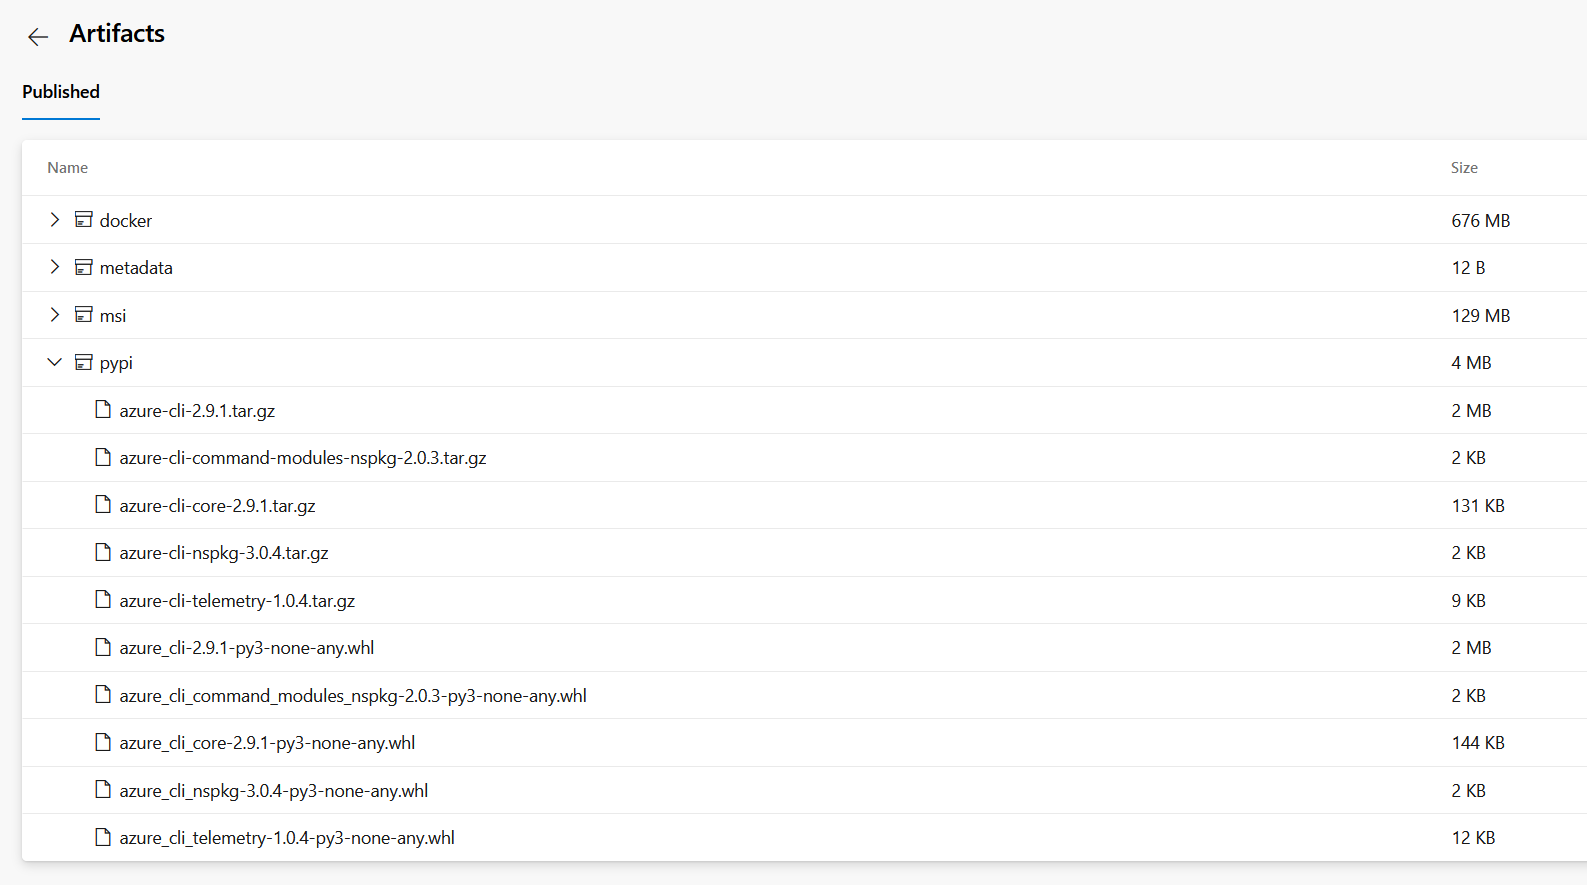 Artifacts
Published
Name Size
docker 676 MB
metadata 12 B
msi 129 MB
pypi 4 MB
azure-cli-2.9.1.tar.gz 2 MB
azure-cli-command-modules-nspkg-2.0.3.tar.gz 2 KB
azure-cli-core-2.9.1.tar.gz 131 KB
azure-cli-nspkg-3.0.4.tar.gz 2 KB
azure-cli-telemetry-1.0.4.tar.gz 9 KB
azure_cli-2.9.1-py3-none-any.whl 2 MB
azure_cli_command_modules_nspkg-2.0.3-py3-none-any.whl 2 KB
azure_cli_core-2.9.1-py3-none-any.whl 144 KB
azure_cli_nspkg-3.0.4-py3-none-any.whl 2 KB
azure_cli_telemetry-1.0.4-py3-none-any.whl 12 KB